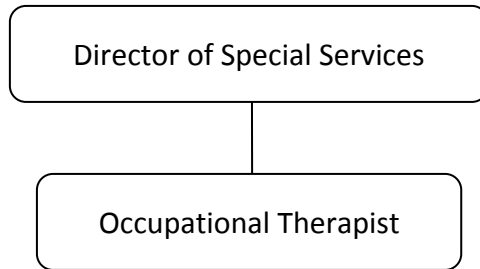 Director of Special Services
Occupational Therapist